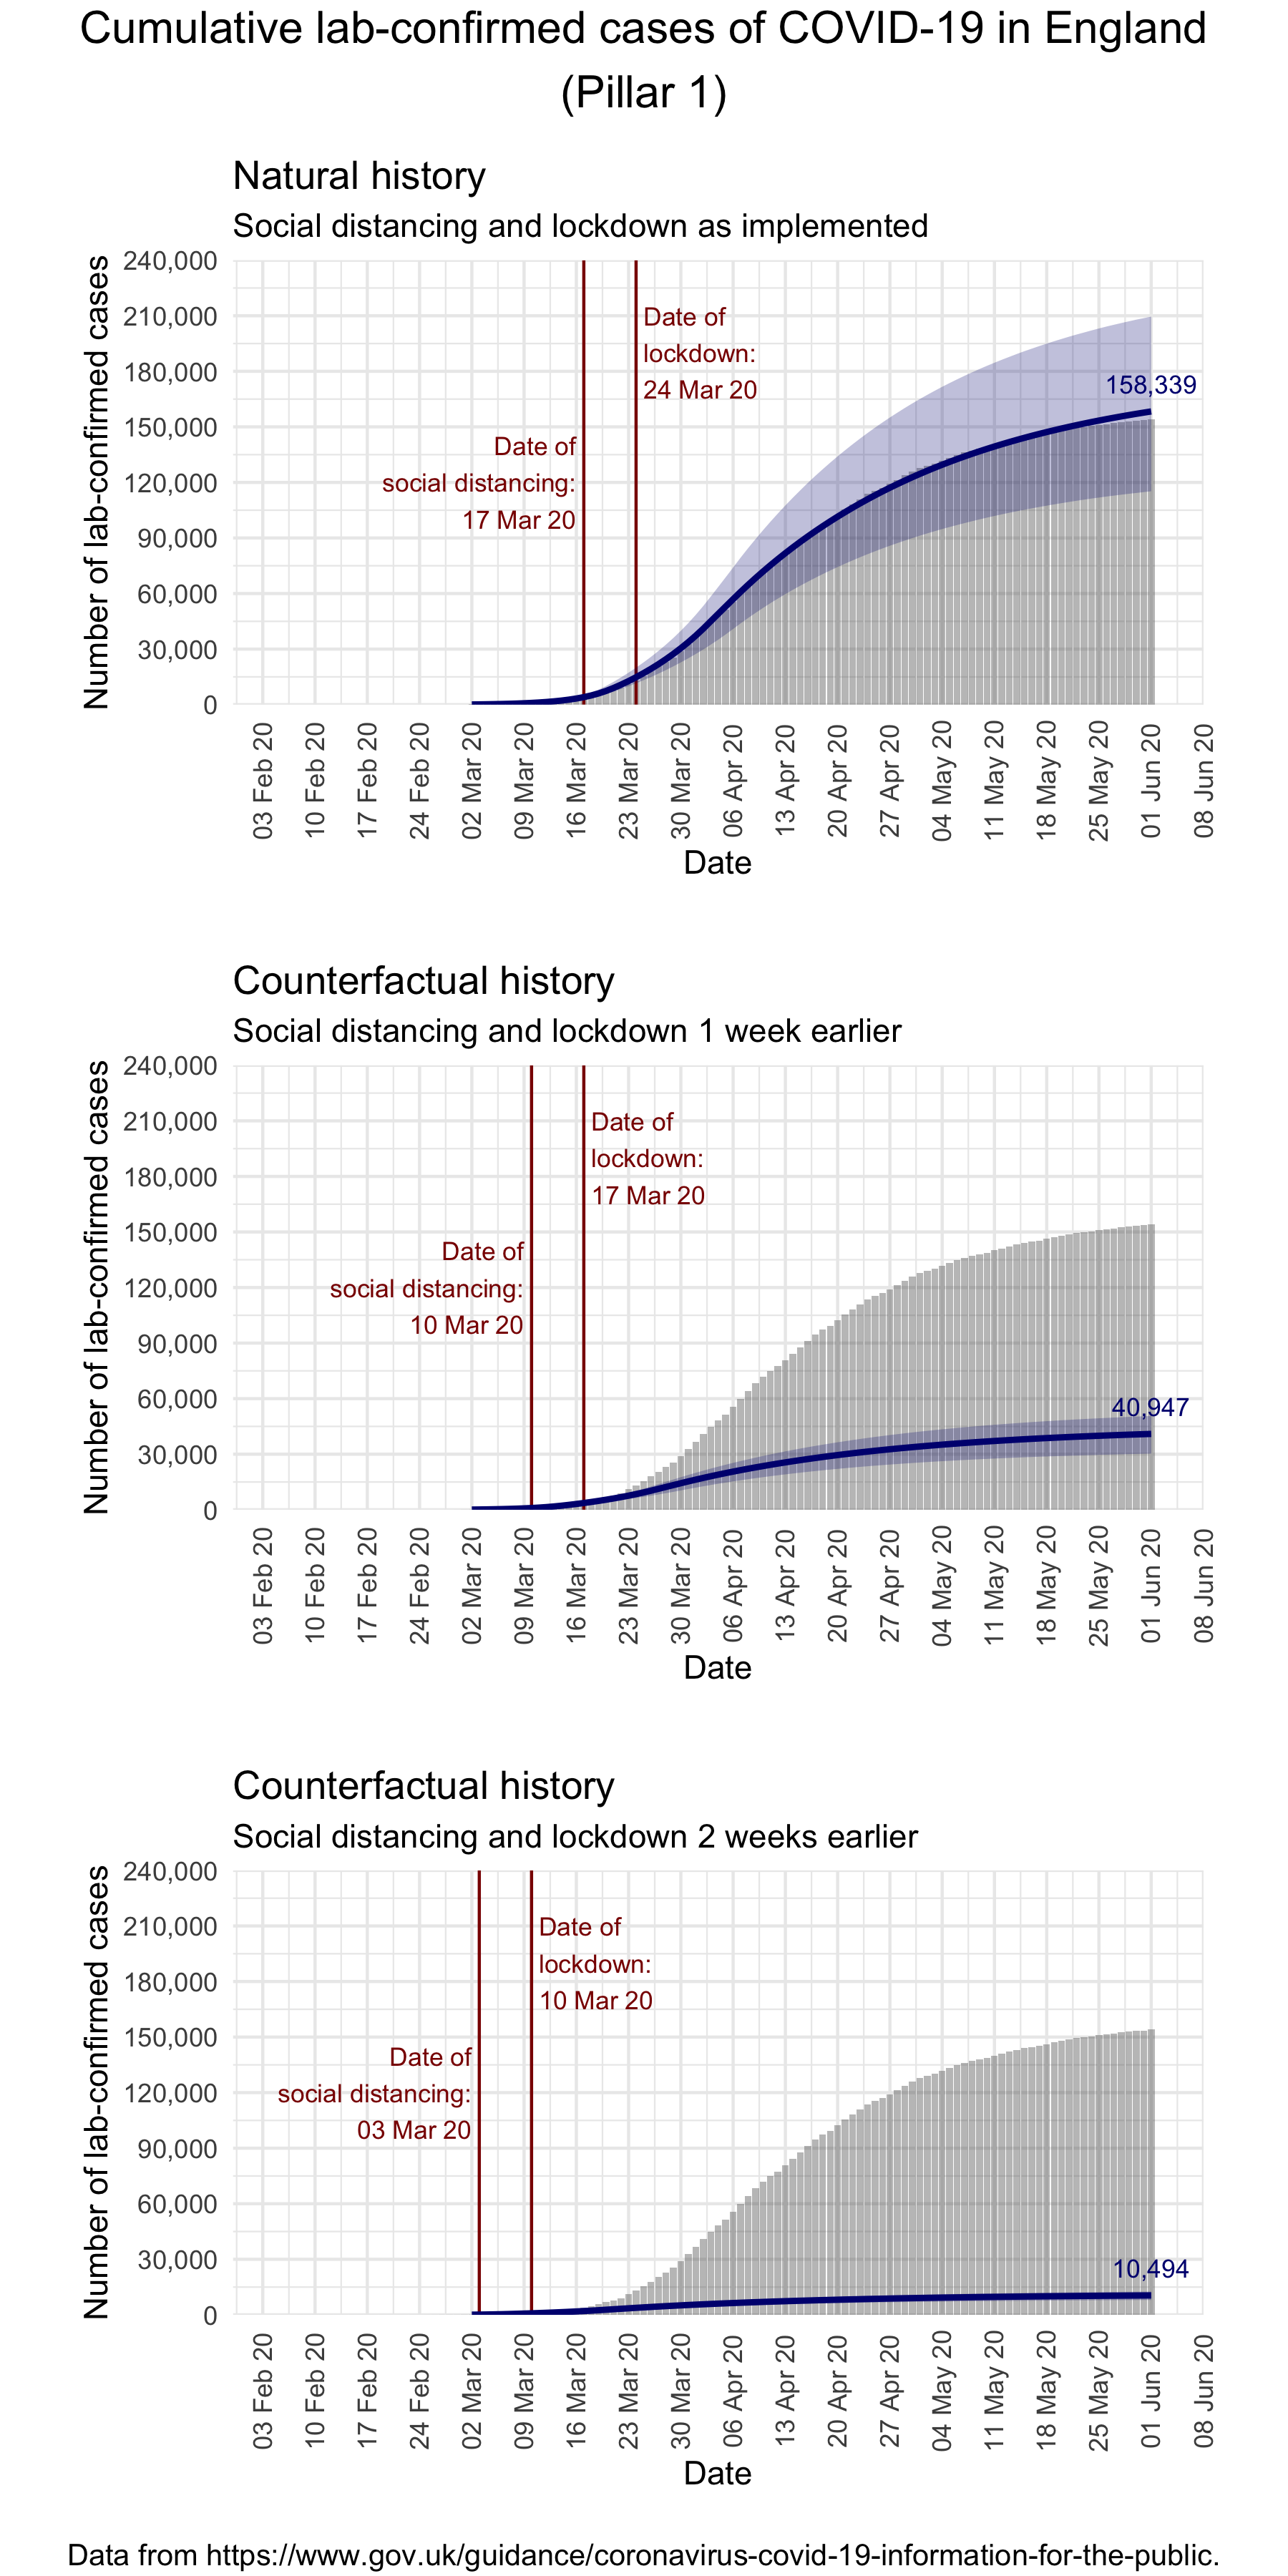 Cumulative lab-confirmed cases of COVID-19 in England
(Pillar 1)
Natural history
Social distancing and lockdown as implemented
Number of lab-confirmed cases
240,000
210,000
180,000
150,000
120,000
90,000
60,000
30,000
0
Date of
lockdown:
24 Mar 20
Date of
social distancing:
17 Mar 20
158,339
03 Feb 20
10 Feb 20
17 Feb 20
24 Feb 20
02 Mar 20
09 Mar 20
16 Mar 20
23 Mar 20
30 Mar 20
06 Apr 20
13 Apr 20
20 Apr 20
27 Apr 20
04 May 20
11 May 20
18 May 20
25 May 20
01 Jun 20
08 Jun 20
Date
Counterfactual history
Social distancing and lockdown 1 week earlier
Number of lab-confirmed cases
240,000
210,000
180,000
150,000
120,000
90,000
60,000
30,000
0
Date of
lockdown:
17 Mar 20
Date of
social distancing:
10 Mar 20
40,947
03 Feb 20
10 Feb 20
17 Feb 20
24 Feb 20
02 Mar 20
09 Mar 20
16 Mar 20
23 Mar 20
30 Mar 20
06 Apr 20
13 Apr 20
20 Apr 20
27 Apr 20
04 May 20
11 May 20
18 May 20
25 May 20
01 Jun 20
08 Jun 20
Date
Counterfactual history
Social distancing and lockdown 2 weeks earlier
Number of lab-confirmed cases
240,000
210,000
180,000
150,000
120,000
90,000
60,000
30,000
0
Date of
lockdown:
10 Mar 20
Date of
social distancing:
03 Mar 20
10,494
03 Feb 20
10 Feb 20
17 Feb 20
24 Feb 20
02 Mar 20
09 Mar 20
16 Mar 20
23 Mar 20
30 Mar 20
06 Apr 20
13 Apr 20
20 Apr 20
27 Apr 20
04 May 20
11 May 20
18 May 20
25 May 20
01 Jun 20
08 Jun 20
Date
Data from https://www.gov.uk/guidance/coronavirus-covid-19-information-for-the-public.